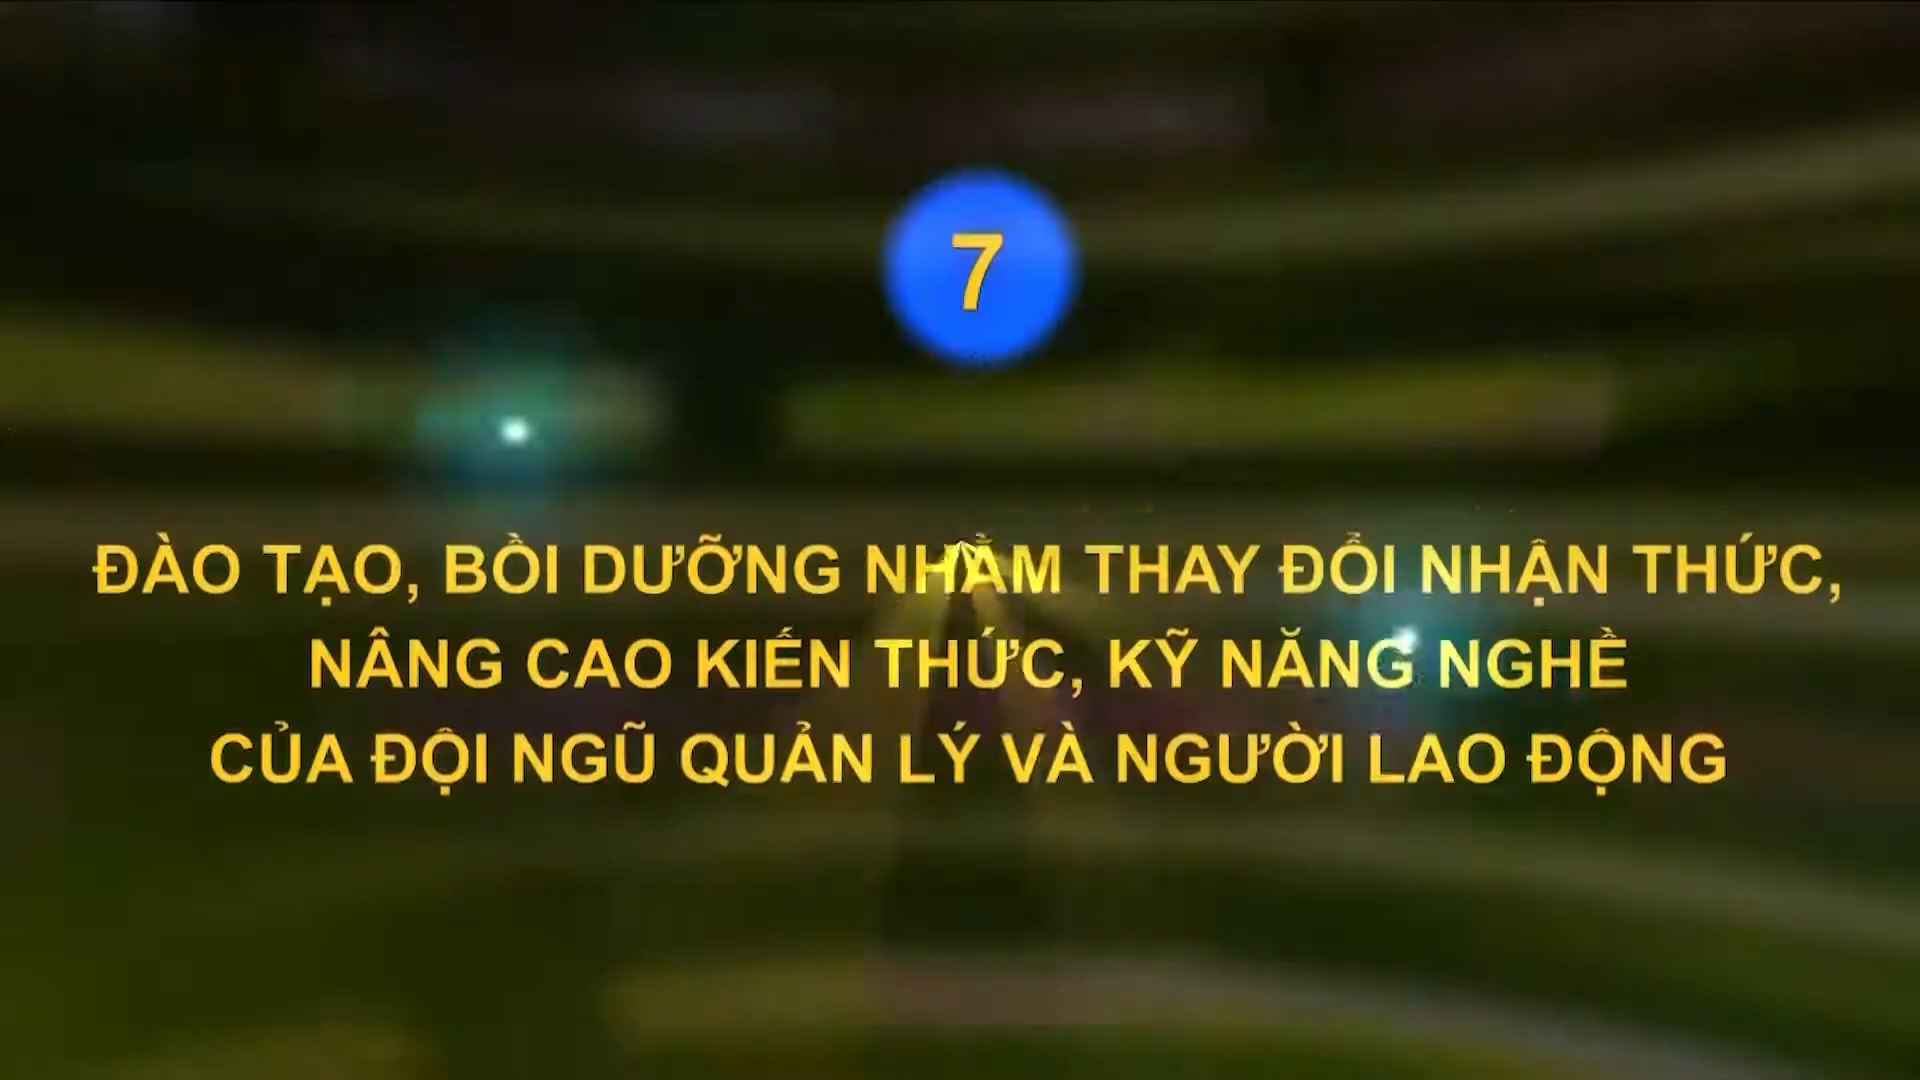 7
ĐÀO TẠO, BỒI DƯỠNG NHẰM THAY ĐỔI NHẬN THỨC,
NÂNG CAO KIẾN THỨC, KỸ NĂNG NGHỀ
CỦA ĐỘI NGŨ QUẢN LÝ VÀ NGƯỜI LAO ĐỘNG